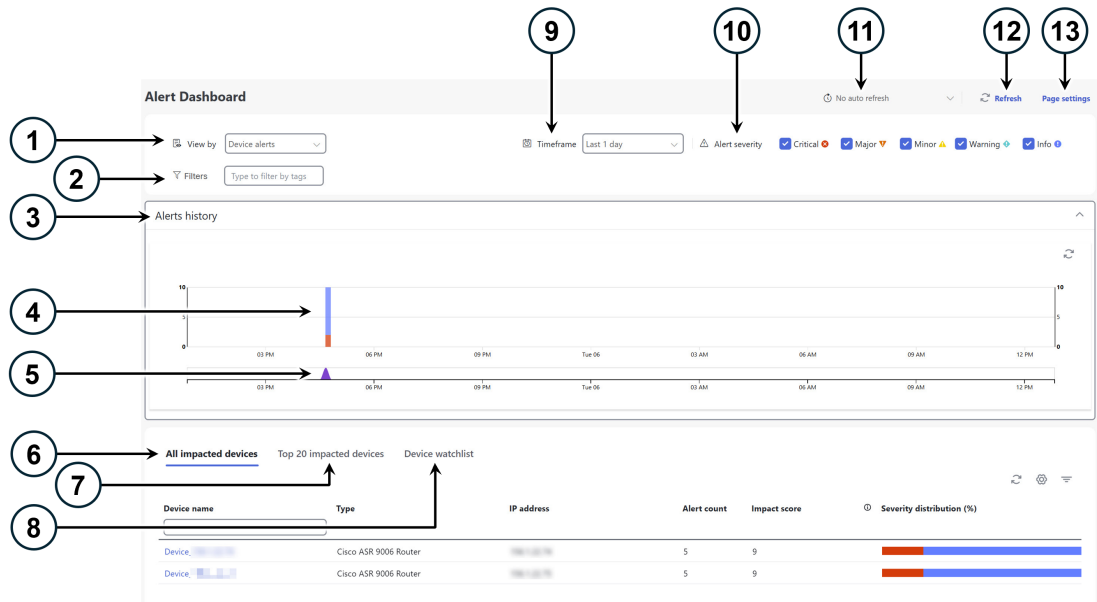 9
10
11
12
13
Alert Dashboard
No auto refresh
Refresh
Page settings
1
View by
Device alerts
Timeframe
Last 1 day
Alert severity
Critical
Major
Minor
Warning
Info
2
Filters
Type to filter by tags
3
Alerts history
4
10
10
5
5
0
0
03 PM
06 PM
09 PM
Tue 06
03 AM
06 AM
09 AM
12 PM
5
03 PM
06 PM
09 PM
Tue 06
03 AM
06 AM
09 AM
12 PM
6
All impacted devices
Top 20 impacted devices
Device watchlist
7
8
Device name
Type
IP address
Alert count
Impact score
Severity distribution (%)
Device_
Cisco ASR 9006 Router
5
9
Device_
Cisco ASR 9006 Router
5
9